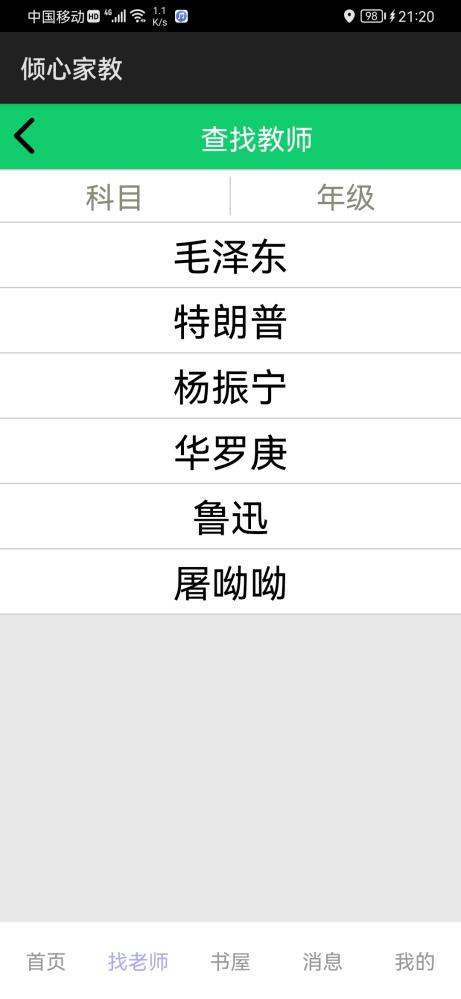 中国移动 HD 4G 1.1 K/s 98 21:20
倾心家教
查找教师
科目 年级
毛泽东
特朗普
杨振宁
华罗庚
鲁迅
屠呦呦
首页 找老师 书屋 消息 我的